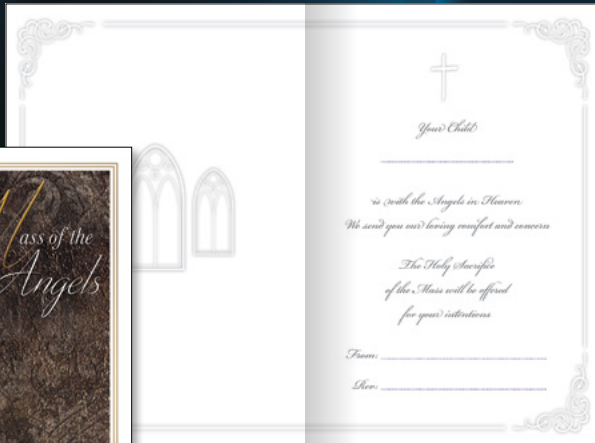 Mass of the
Angels
Your Child
is with the Angels in Heaven
We send you our loving comfort and concern
The Holy Sacrifice
of the Mass will be offered
for your intentions
From:
Rev: